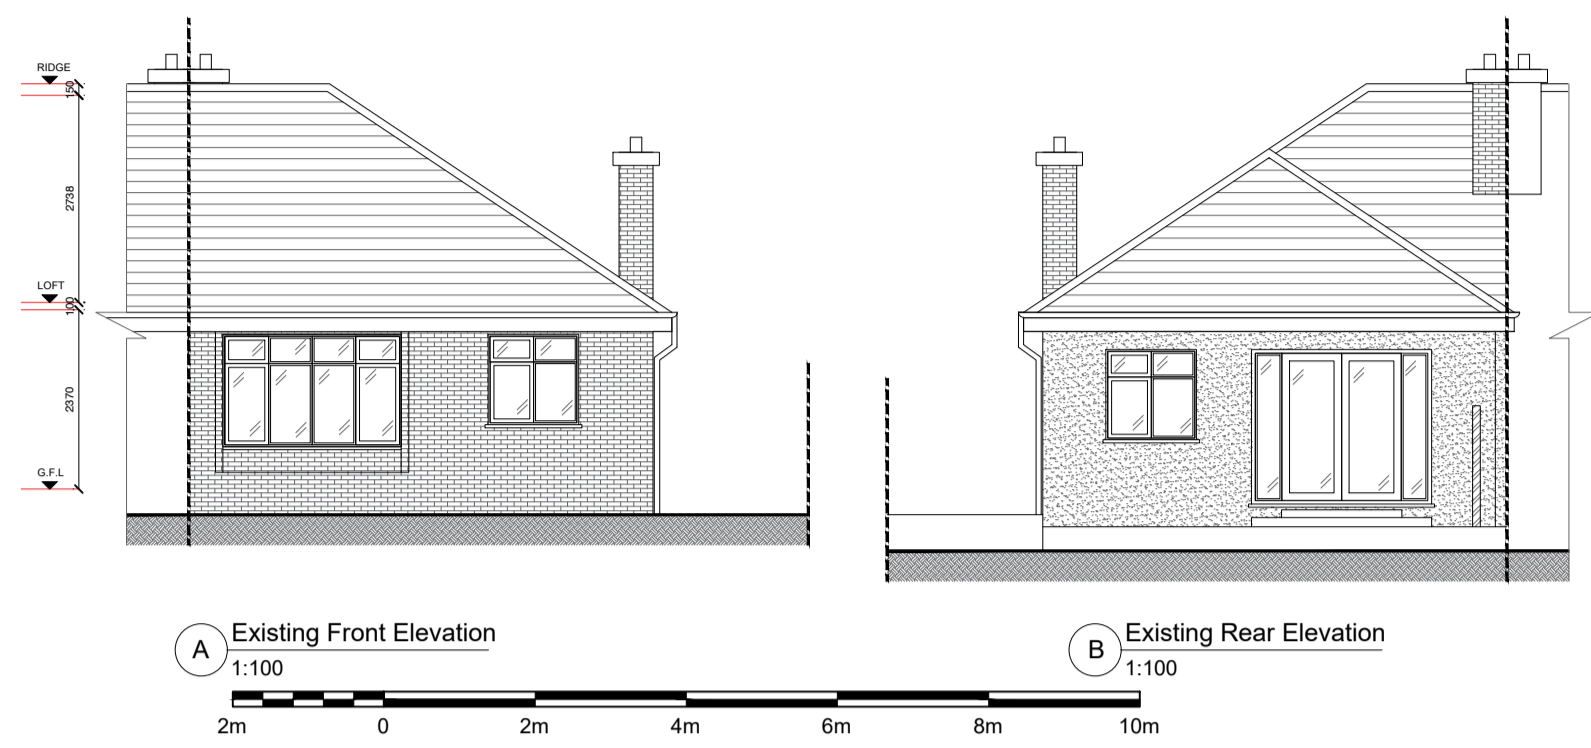 RIDGE
150
2738
LOFT
100
2370
G.F.L
A
Existing Front Elevation
1:100
B
Existing Rear Elevation
1:100
2m 0 2m 4m 6m 8m 10m